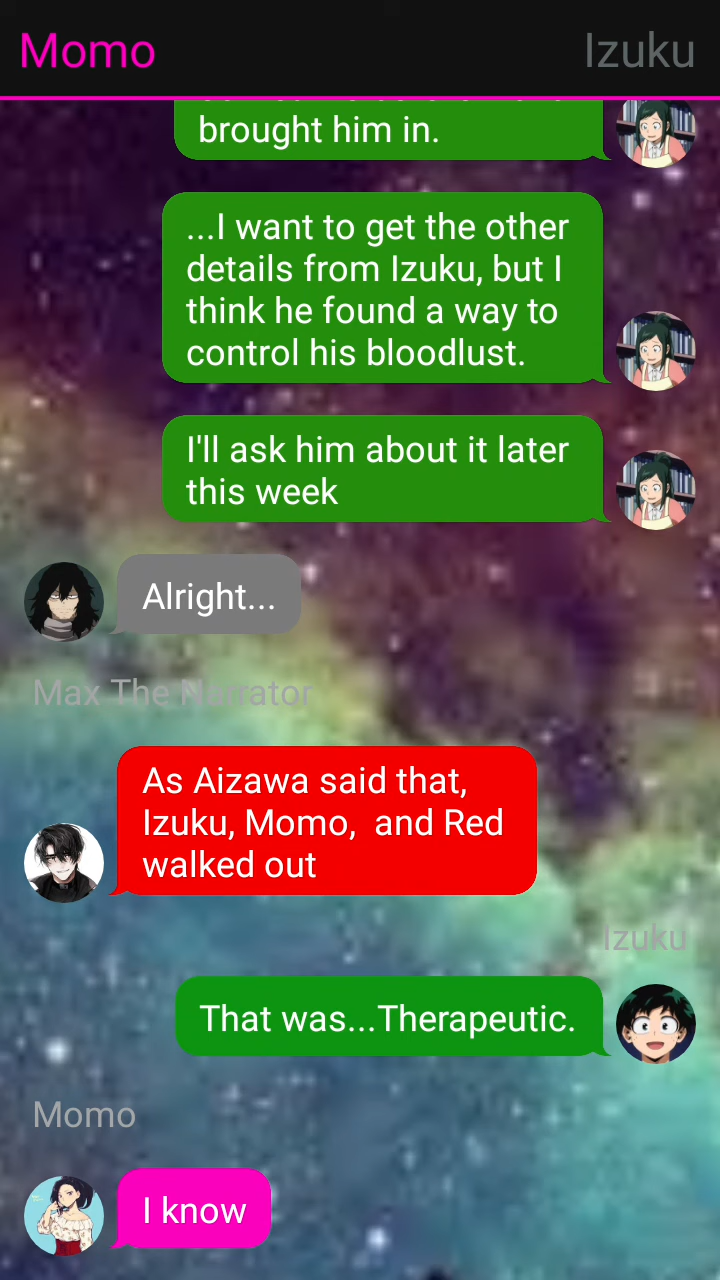 Momo
Izuku
brought him in.
...I want to get the other
details from Izuku, but I
think he found a way to
control his bloodlust.
I'll ask him about it later
this week
Alright...
Max The Narrator
As Aizawa said that,
Izuku, Momo,  and Red
walked out
Izuku
That was...Therapeutic.
Momo
I know